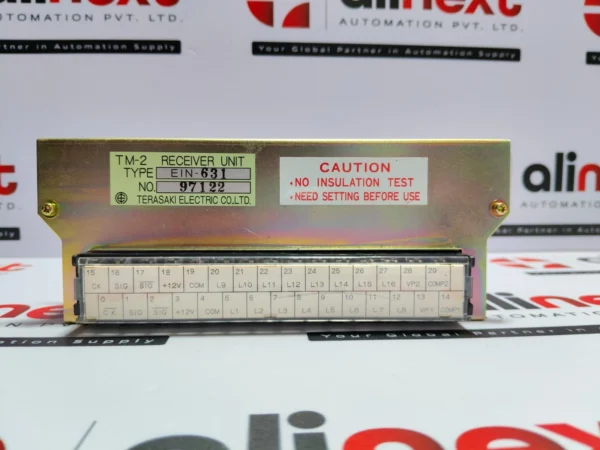 alinext
AUTOMATION PVT. LTD.
AUTOMATION PVT. LTD.
Your Global Partner in Automation Supply
TM-2 RECEIVER UNIT
TYPE EIN-631
NO. 97122
TERASAKI ELECTRIC CO.,LTD.
CAUTION
• NO INSULATION TEST
• NEED SETTING BEFORE USE
alinext
15 16 17 18 19 20 21 22 23 24 25 26 27 28 29
CK SIG SIG +12V COM L9 L10 L11 L12 L13 L14 L15 L16 VP2 COMP2
0 1 2 3 4 5 6 7 8 9 10 11 12 13 14
CK SIG SIG +12V COM L1 L2 L3 L4 L5 L6 L7 L8 VP1 COMP1
alinext